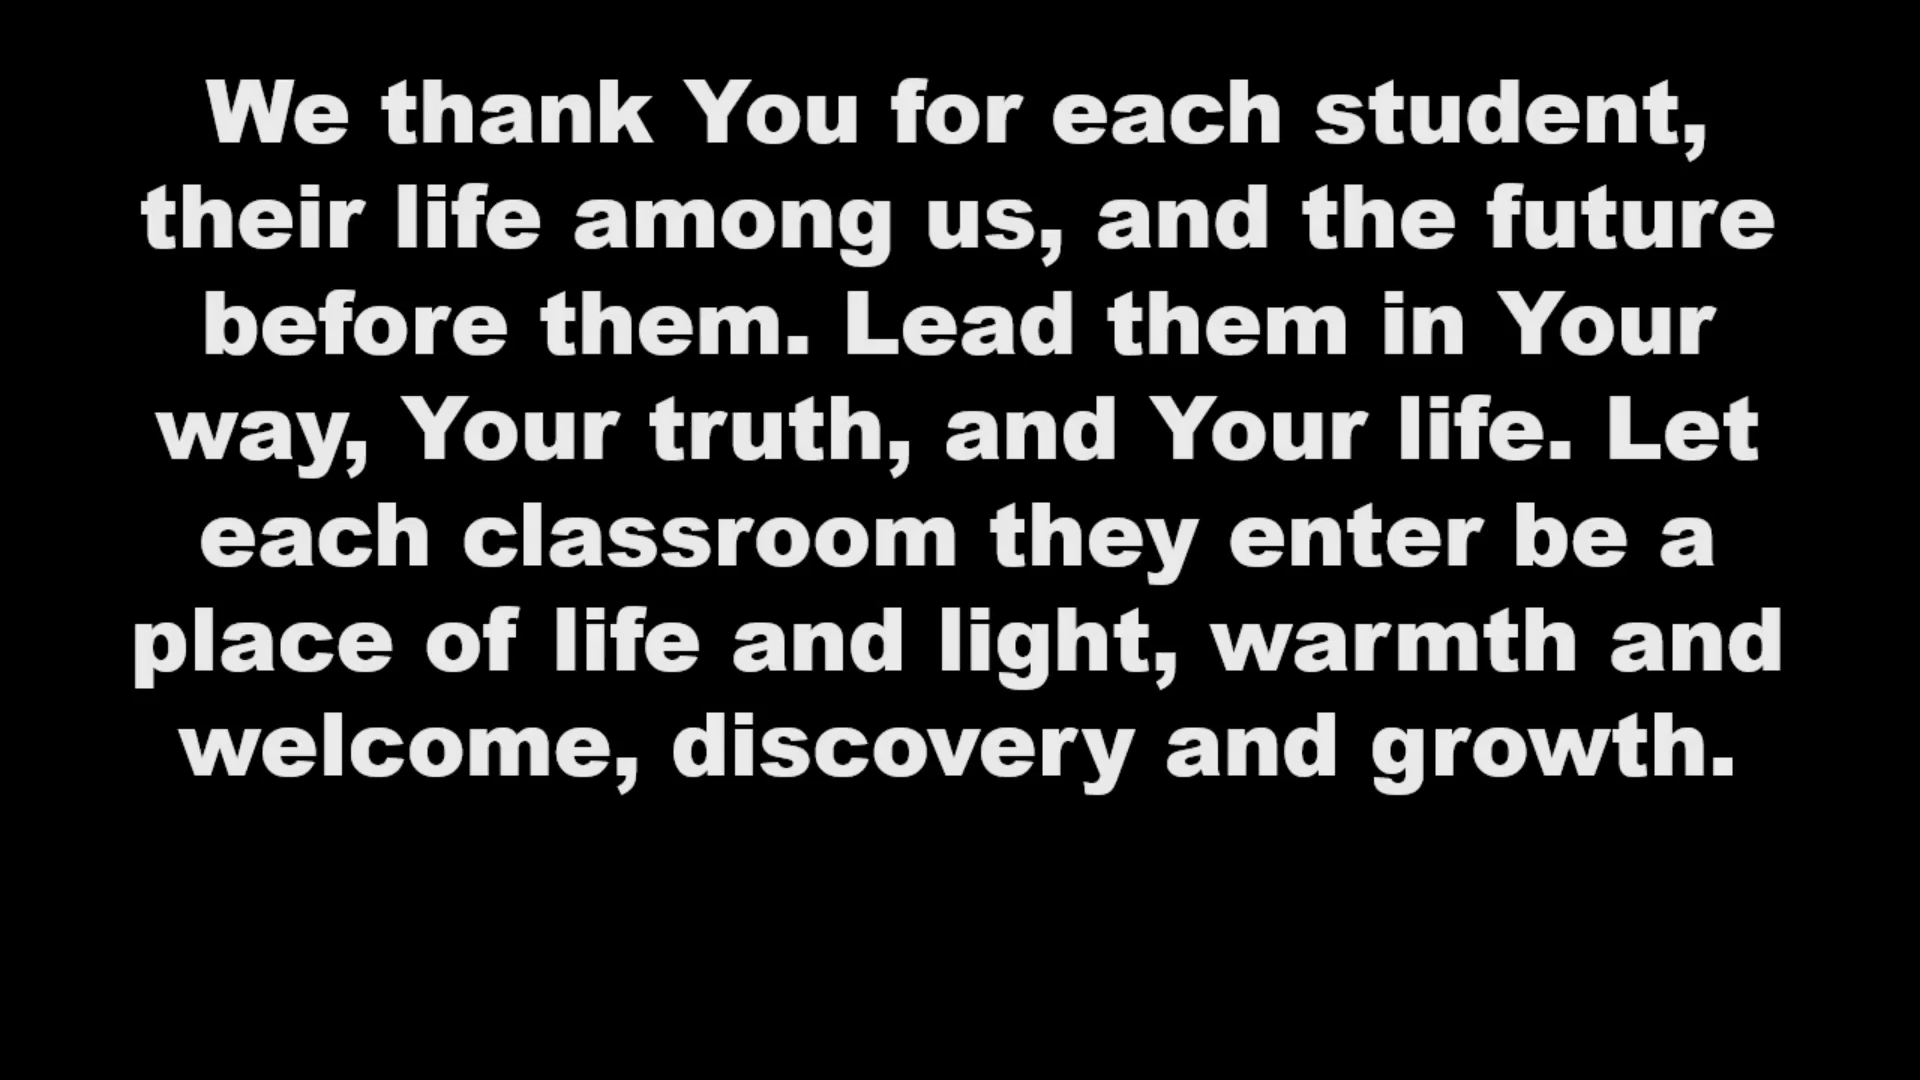 We thank You for each student,
their life among us, and the future
before them. Lead them in Your
way, Your truth, and Your life. Let
each classroom they enter be a
place of life and light, warmth and
welcome, discovery and growth.